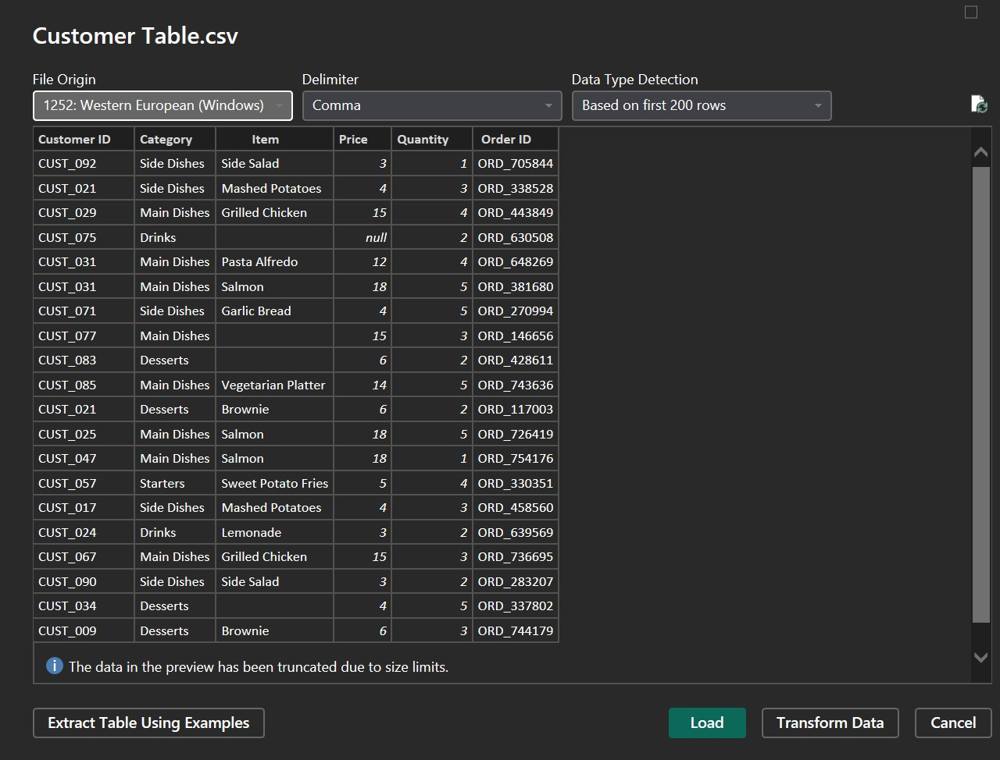 Customer Table.csv
File Origin Delimiter Data Type Detection
1252: Western European (Windows) Comma Based on first 200 rows
Customer ID Category Item Price Quantity Order ID
CUST_092 Side Dishes Side Salad 3 1 ORD_705844
CUST_021 Side Dishes Mashed Potatoes 4 3 ORD_338528
CUST_029 Main Dishes Grilled Chicken 15 4 ORD_443849
CUST_075 Drinks null 2 ORD_630508
CUST_031 Main Dishes Pasta Alfredo 12 4 ORD_648269
CUST_031 Main Dishes Salmon 18 5 ORD_381680
CUST_071 Side Dishes Garlic Bread 4 5 ORD_270994
CUST_077 Main Dishes 15 3 ORD_146656
CUST_083 Desserts 6 2 ORD_428611
CUST_085 Main Dishes Vegetarian Platter 14 5 ORD_743636
CUST_021 Desserts Brownie 6 2 ORD_117003
CUST_025 Main Dishes Salmon 18 5 ORD_726419
CUST_047 Main Dishes Salmon 18 1 ORD_754176
CUST_057 Starters Sweet Potato Fries 5 4 ORD_330351
CUST_017 Side Dishes Mashed Potatoes 4 3 ORD_458560
CUST_024 Drinks Lemonade 3 2 ORD_639569
CUST_067 Main Dishes Grilled Chicken 15 3 ORD_736695
CUST_090 Side Dishes Side Salad 3 2 ORD_283207
CUST_034 Desserts 4 5 ORD_337802
CUST_009 Desserts Brownie 6 3 ORD_744179
The data in the preview has been truncated due to size limits.
Extract Table Using Examples Load Transform Data Cancel